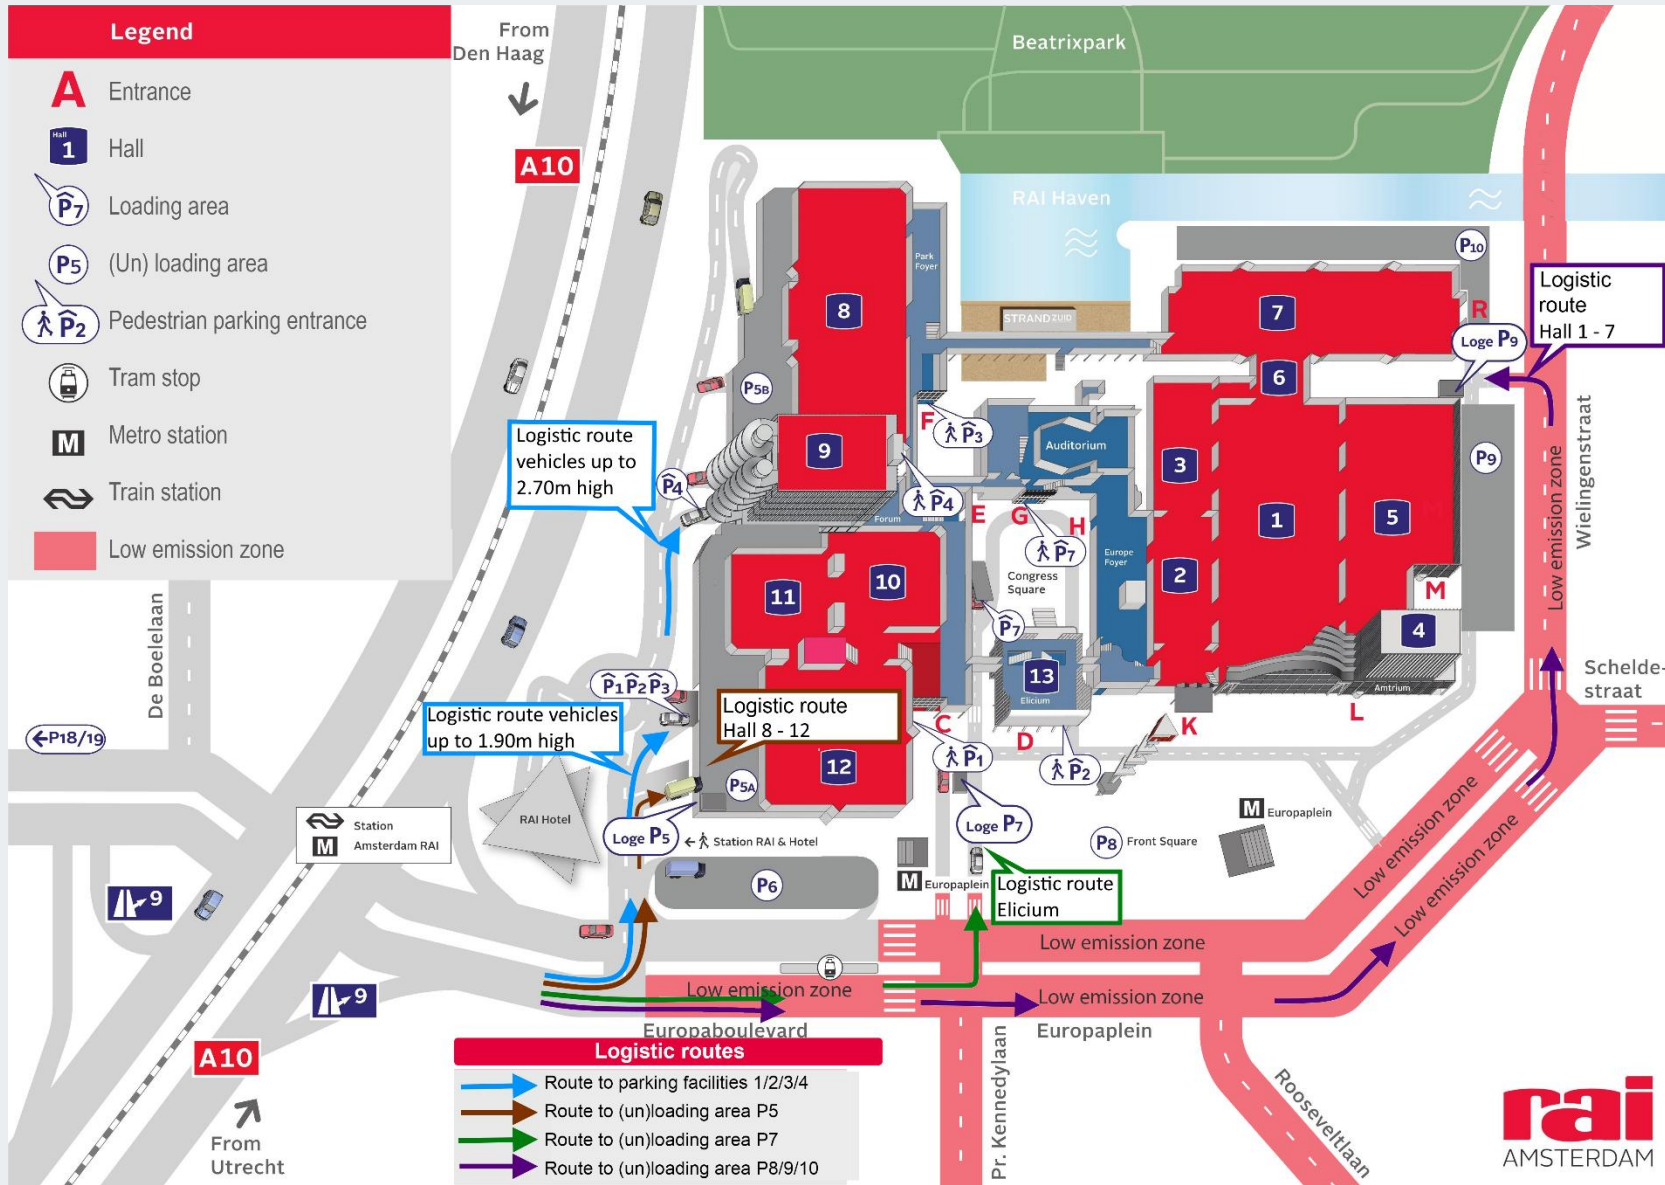 Legend
A Entrance
Hall
1 Hall
P7 Loading area
P5 (Un) loading area
P2 Pedestrian parking entrance
Tram stop
M Metro station
Train station
Low emission zone
From
Den Haag
A10
Beatrixpark
RAI Haven
STRAND ZUID
Park
Foyer
P10
Logistic
route
Hall 1 - 7
R
Loge P9
8
7
6
P5B
F
P3
Auditorium
Logistic route
vehicles up to
2.70m high
9
P4
P4
Forum
E
G
H
P7
3
1
5
P9
Low emission zone
Wielingenstraat
Europe
Foyer
Congress
Square
2
M
4
10
11
P7
13
Elicium
Amtrium
De Boelelaan
Schelde-
straat
P1 P2 P3
Logistic route vehicles
up to 1.90m high
Logistic route
Hall 8 - 12
C
D
K
L
←P18/19
12
P1
P2
P5A
RAI Hotel
Station
M Amsterdam RAI
Loge P5
Station RAI & Hotel
Loge P7
P8 Front Square
M Europaplein
Low emission zone
Low emission zone
9
P6
M Europaplein
Logistic route
Elicium
Low emission zone
Low emission zone
Low emission zone
9
Europaboulevard
Europaplein
Pr. Kennedylaan
Rooseveltlaan
A10
From
Utrecht
Logistic routes
Route to parking facilities 1/2/3/4
Route to (un)loading area P5
Route to (un)loading area P7
Route to (un)loading area P8/9/10
rai
AMSTERDAM